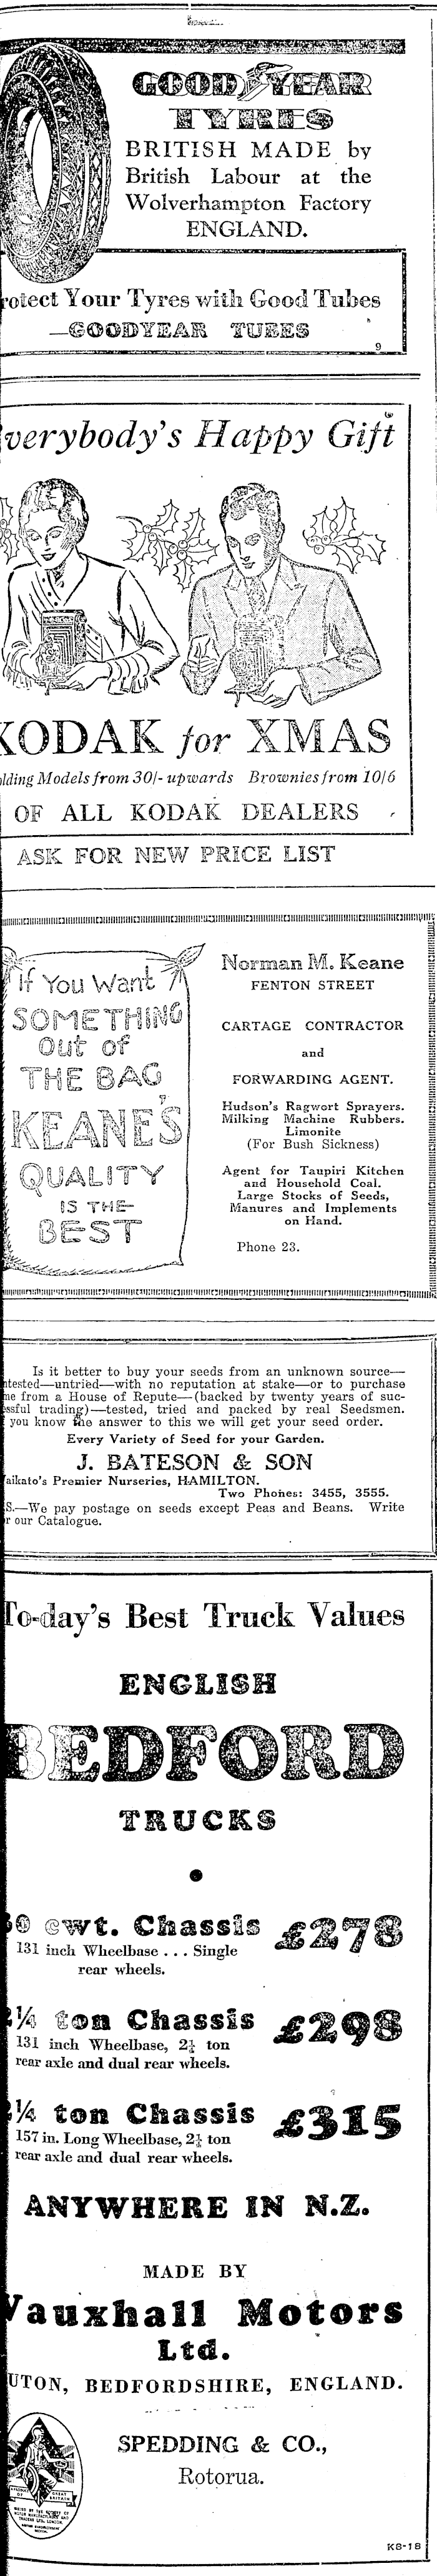 GOOD YEAR
TYRES
BRITISH MADE by
British Labour at the
Wolverhampton Factory
ENGLAND.
rotect Your Tyres with Good Tubes
—GOODYEAR TUBES
9
verybody's Happy Gift
KODAK for XMAS
lding Models from 30/- upwards Brownies from 10/6
OF ALL KODAK DEALERS
ASK FOR NEW PRICE LIST
If You Want
SOMETHING
Out of
THE BAG
KEANE'S
QUALITY
IS THE
BEST
Norman M. Keane
FENTON STREET
CARTAGE CONTRACTOR
and
FORWARDING AGENT.
Hudson's Ragwort Sprayers.
Milking Machine Rubbers.
Limonite
(For Bush Sickness)
Agent for Taupiri Kitchen
and Household Coal.
Large Stocks of Seeds,
Manures and Implements
on Hand.
Phone 23.
Is it better to buy your seeds from an unknown source—
tested—untried—with no reputation at stake—or to purchase
me from a House of Repute—(backed by twenty years of suc-
ssful trading)—tested, tried and packed by real Seedsmen.
you know the answer to this we will get your seed order.
Every Variety of Seed for your Garden.
J. BATESON & SON
aikato's Premier Nurseries, HAMILTON.
Two Phones: 3455, 3555.
S.—We pay postage on seeds except Peas and Beans. Write
r our Catalogue.
To-day's Best Truck Values
ENGLISH
BEDFORD
TRUCKS
0 cwt. Chassis £278
131 inch Wheelbase . . . Single
rear wheels.
¼ ton Chassis £298
131 inch Wheelbase, 2¼ ton
rear axle and dual rear wheels.
¼ ton Chassis £315
157 in. Long Wheelbase, 2¼ ton
rear axle and dual rear wheels.
ANYWHERE IN N.Z.
MADE BY
Vauxhall Motors
Ltd.
UTON, BEDFORDSHIRE, ENGLAND.
SPEDDING & CO.,
Rotorua.
K8-18